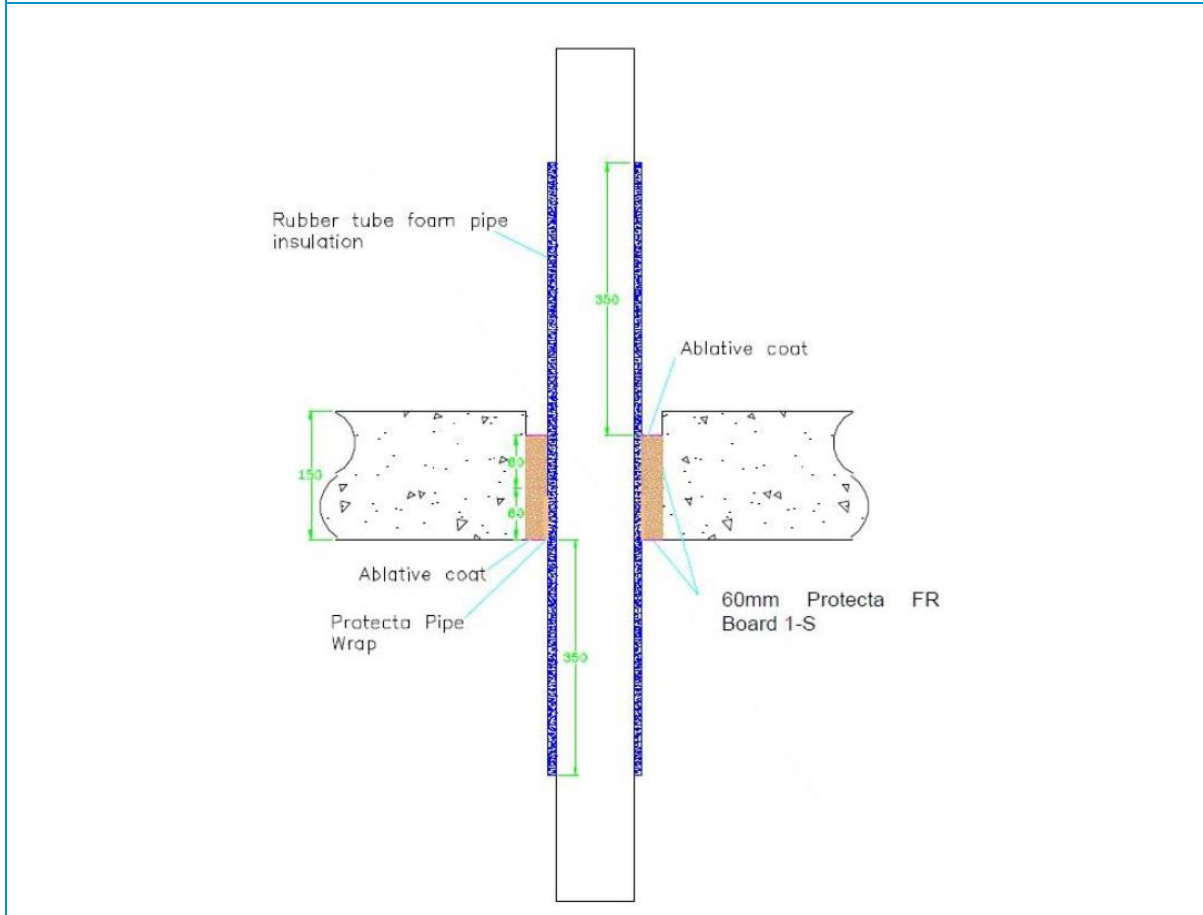 Rubber tube foam pipe
insulation
350
Ablative coat
150
60
60
Ablative coat
60mm Protecta FR
Board 1-S
Protecta Pipe
Wrap
350